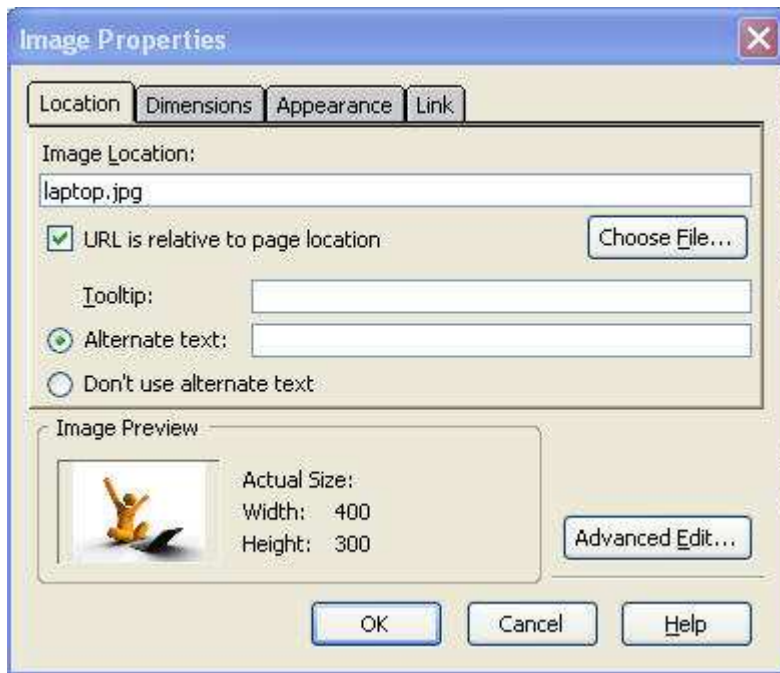 Image Properties
Location Dimensions Appearance Link
Image Location:
laptop.jpg
URL is relative to page location Choose File...
Tooltip:
Alternate text:
Don't use alternate text
Image Preview
Actual Size:
Width: 400
Height: 300
Advanced Edit...
OK Cancel Help